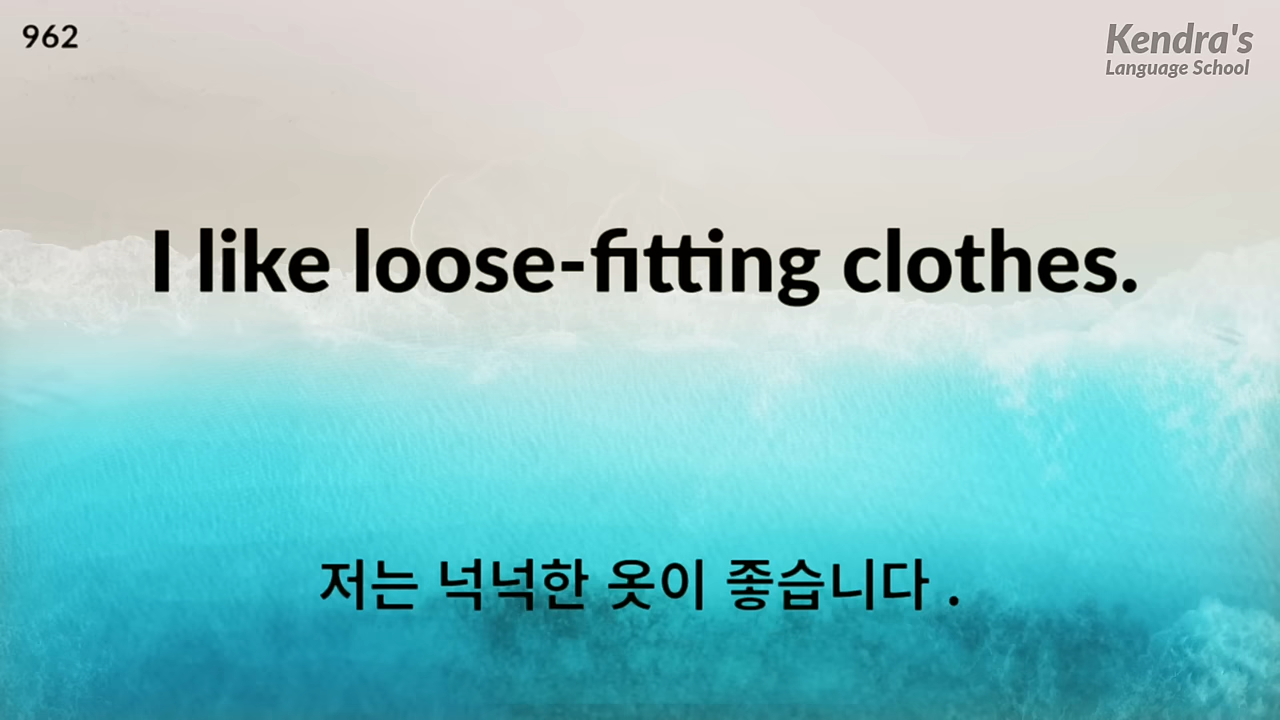 962
Kendra's
Language School
I like loose-fitting clothes.
저는 넉넉한 옷이 좋습니다 .